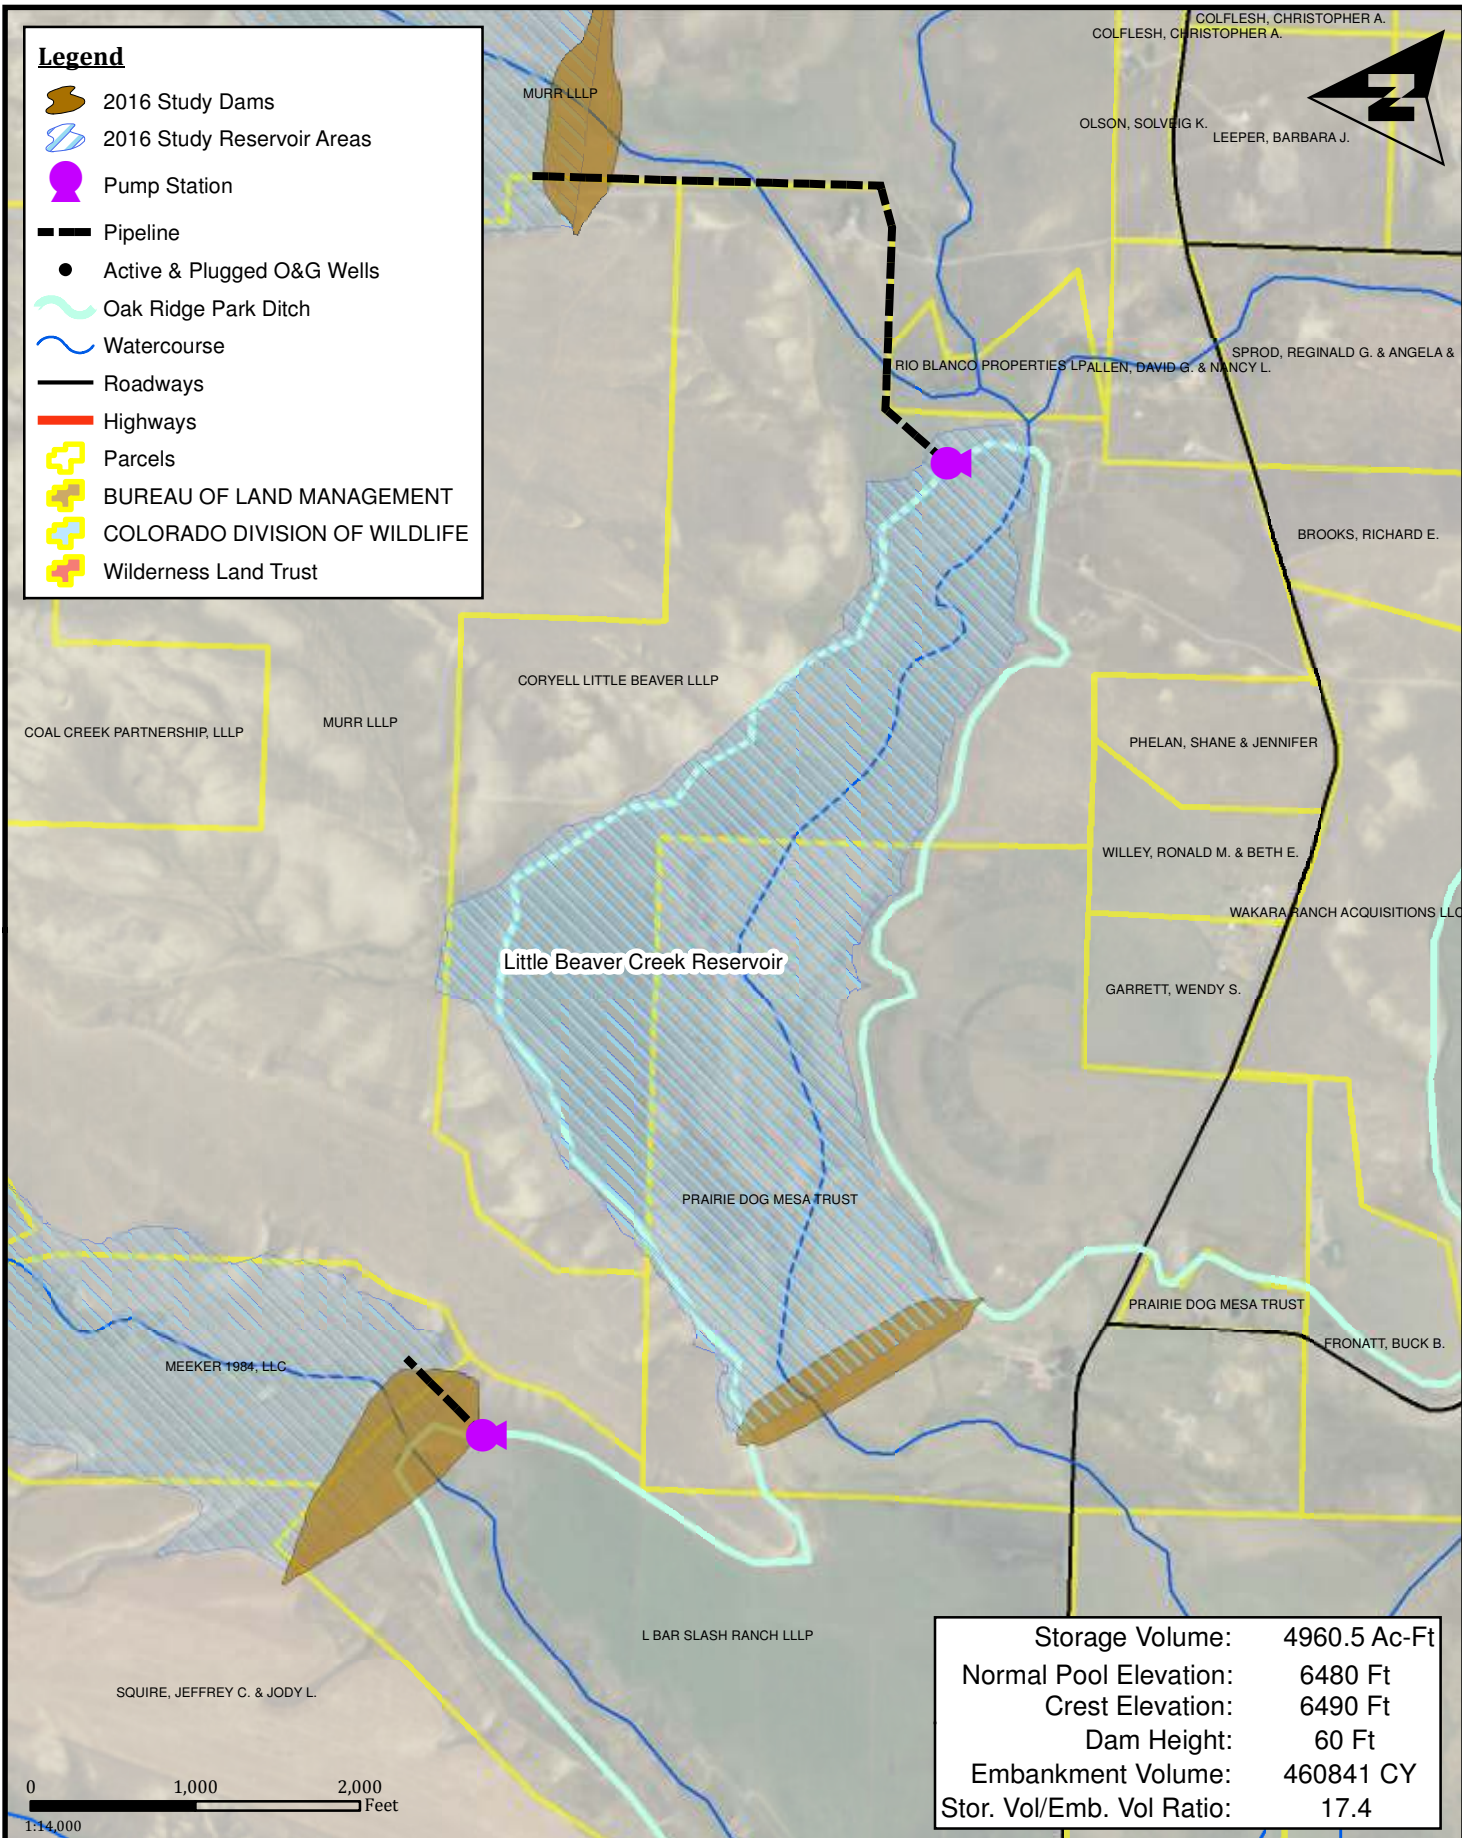 Legend
2016 Study Dams
2016 Study Reservoir Areas
Pump Station
Pipeline
Active & Plugged O&G Wells
Oak Ridge Park Ditch
Watercourse
Roadways
Highways
Parcels
BUREAU OF LAND MANAGEMENT
COLORADO DIVISION OF WILDLIFE
Wilderness Land Trust
COLFLESH, CHRISTOPHER A.
COLFLESH, CHRISTOPHER A.
N
MURR LLLP
OLSON, SOLVEIG K.
LEEPER, BARBARA J.
SPROD, REGINALD G. & ANGELA &
RIO BLANCO PROPERTIES LP
ALLEN, DAVID G. & NANCY L.
BROOKS, RICHARD E.
CORYELL LITTLE BEAVER LLLP
MURR LLLP
COAL CREEK PARTNERSHIP, LLLP
PHELAN, SHANE & JENNIFER
WILLEY, RONALD M. & BETH E.
WAKARA RANCH ACQUISITIONS LLC
Little Beaver Creek Reservoir
GARRETT, WENDY S.
PRAIRIE DOG MESA TRUST
PRAIRIE DOG MESA TRUST
FRONATT, BUCK B.
MEEKER 1984, LLC
L BAR SLASH RANCH LLLP
SQUIRE, JEFFREY C. & JODY L.
Storage Volume: 4960.5 Ac-Ft
Normal Pool Elevation: 6480 Ft
Crest Elevation: 6490 Ft
Dam Height: 60 Ft
Embankment Volume: 460841 CY
Stor. Vol/Emb. Vol Ratio: 17.4
0 1,000 2,000
Feet
1:14,000